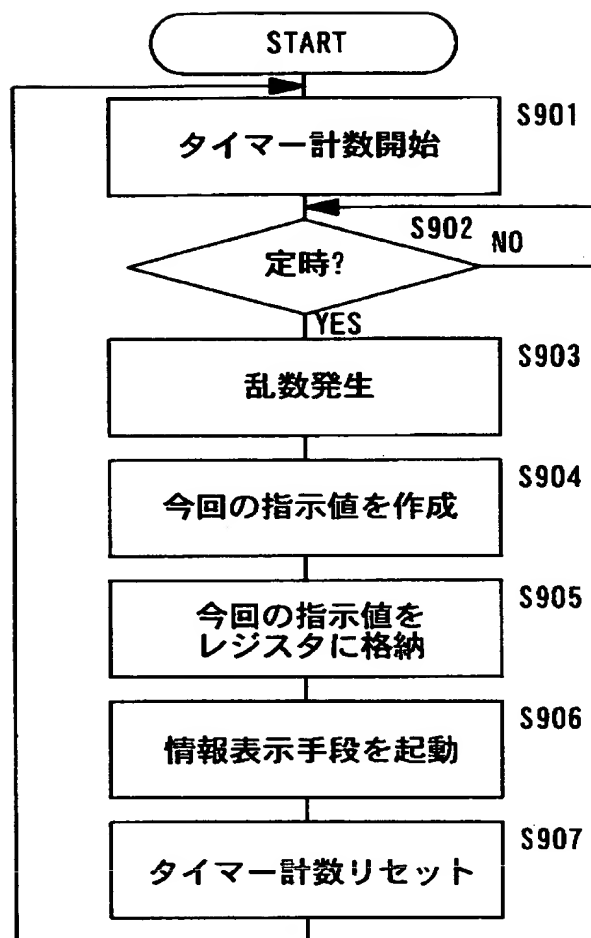 START
S901
タイマー計数開始
S902
定時?
NO
YES
S903
乱数発生
S904
今回の指示値を作成
S905
今回の指示値を
レジスタに格納
S906
情報表示手段を起動
S907
タイマー計数リセット